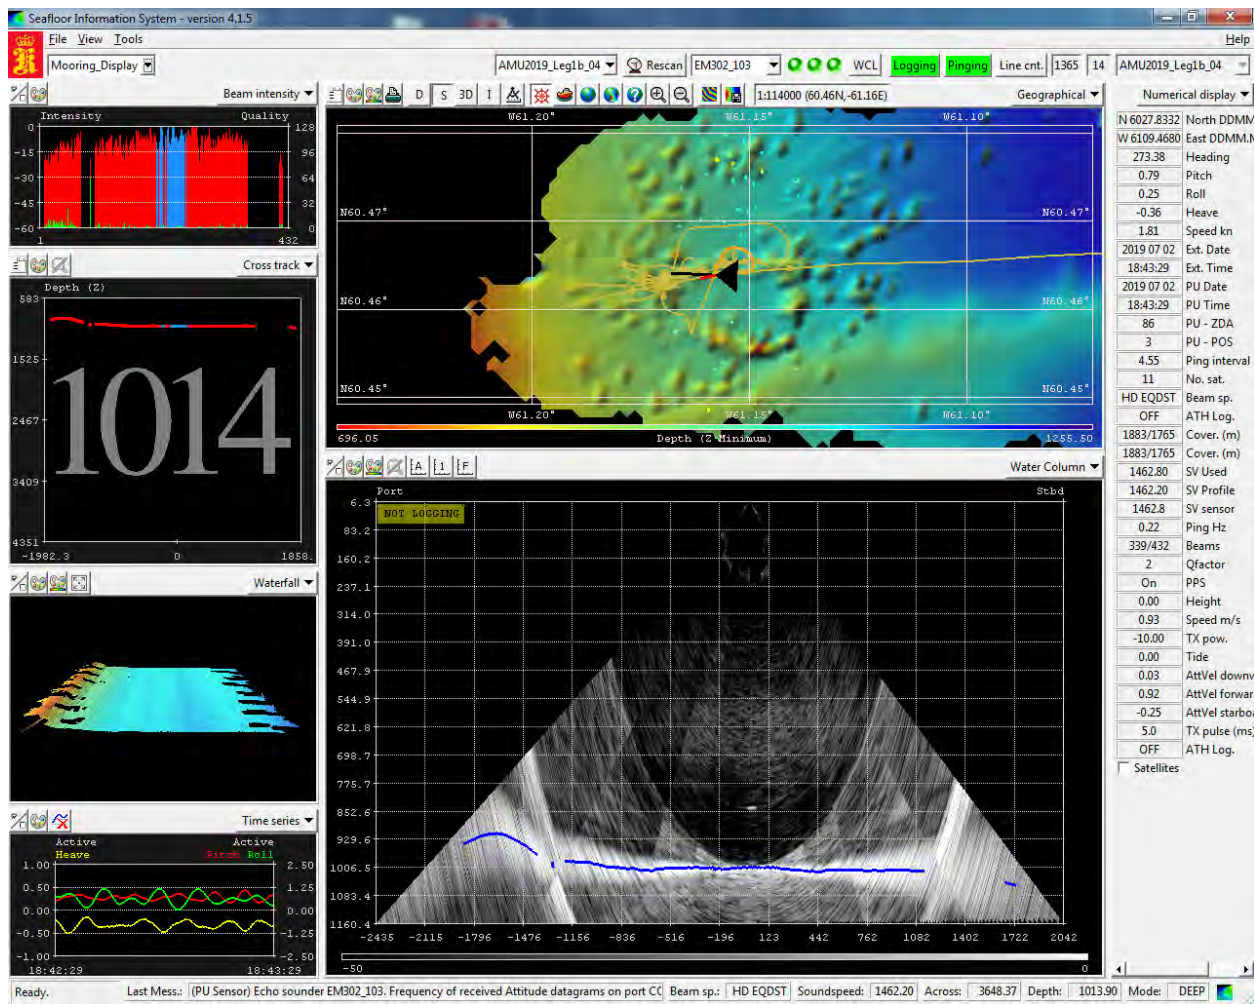 Seafloor Information System - version 4.1.5
File View Tools Help
Mooring_Display AMU2019_Leg1b_04 Rescan EM302_103 WCL Logging Pinging Line cnt. 1365 14 AMU2019_Leg1b_04
Beam intensity
Intensity Quality
0 128
-15 96
-30 64
-45 32
-60 0
1 432
Cross track
Depth (Z)
583
1525
2467
3409
4351
-1982.3 0 1858.
1014
Waterfall
Time series
Active Active
Heave Pitch Roll
1.00 2.50
0.50 1.25
0.00 0.00
-0.50 -1.25
-1.00 -2.50
18:42:29 18:43:29
D S 3D I 1:114000 (60.46N,-61.16E) Geographical
W61.20° W61.15° W61.10°
N60.47° N60.47°
N60.46° N60.46°
N60.45° N60.45°
W61.20° W61.15° W61.10°
696.05 Depth (Z Minimum) 1255.50
A 1 F Water Column
Port Stbd
NOT LOGGING
6.3
83.2
160.2
237.1
314.0
391.0
467.9
544.9
621.8
698.7
775.7
852.6
929.6
1006.5
1083.4
1160.4
-2435 -2115 -1796 -1476 -1156 -836 -516 -196 123 442 762 1082 1402 1722 2042
-50 0
Numerical display
N 6027.8332 North DDMM
W 6109.4680 East DDMM.M
273.38 Heading
0.79 Pitch
0.25 Roll
-0.36 Heave
1.81 Speed kn
2019 07 02 Ext. Date
18:43:29 Ext. Time
2019 07 02 PU Date
18:43:29 PU Time
86 PU - ZDA
3 PU - POS
4.55 Ping interval
11 No. sat.
HD EQDST Beam sp.
OFF ATH Log.
1883/1765 Cover. (m)
1883/1765 Cover. (m)
1462.80 SV Used
1462.20 SV Profile
1462.8 SV sensor
0.22 Ping Hz
339/432 Beams
2 Qfactor
On PPS
0.00 Height
0.93 Speed m/s
-10.00 TX pow.
0.00 Tide
0.03 AttVel downw
0.92 AttVel forwar
-0.25 AttVel starboa
5.0 TX pulse (ms)
OFF ATH Log.
Satellites
Ready. Last Mess.: (PU Sensor) Echo sounder EM302_103. Frequency of received Attitude datagrams on port CO Beam sp.: HD EQDST Soundspeed: 1462.20 Across: 3648.37 Depth: 1013.90 Mode: DEEP